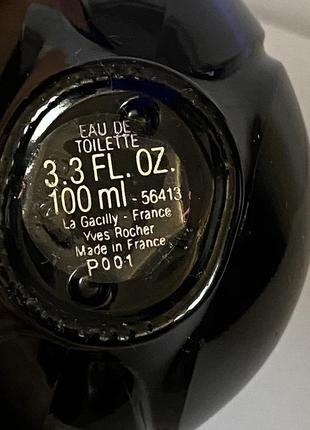 EAU DE
TOILETTE
3.3 FL. OZ.
100 ml - 56413
La Gacilly - France
Yves Rocher
Made in France
P001